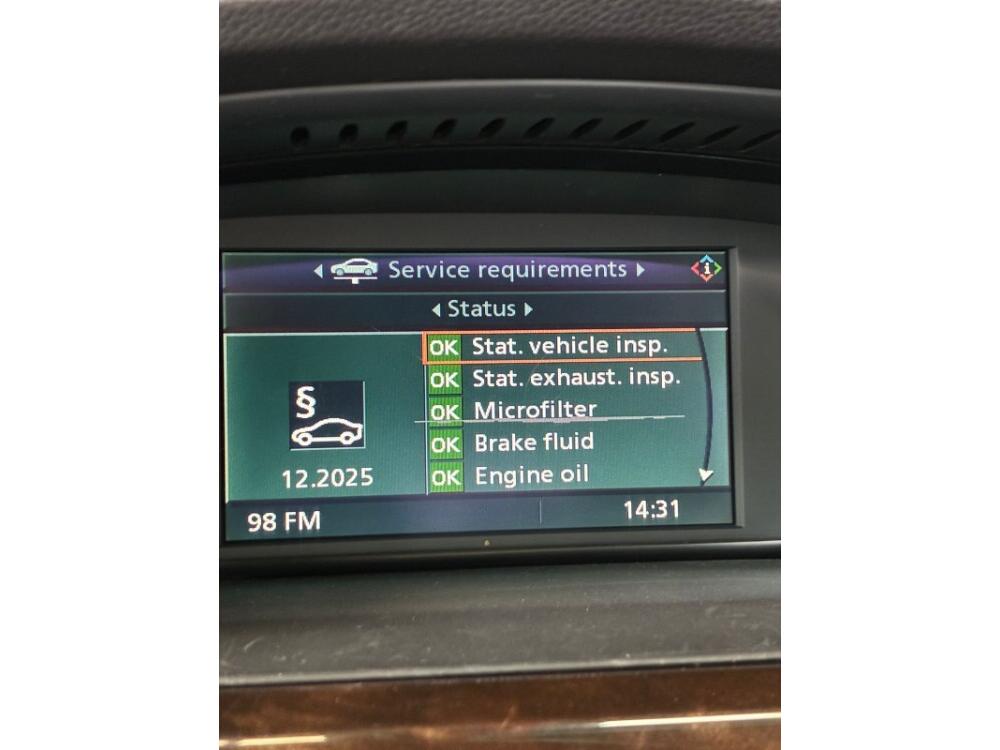 Service requirements
Status
OK Stat. vehicle insp.
OK Stat. exhaust. insp.
OK Microfilter
OK Brake fluid
OK Engine oil
§
12.2025
98 FM 14:31
i